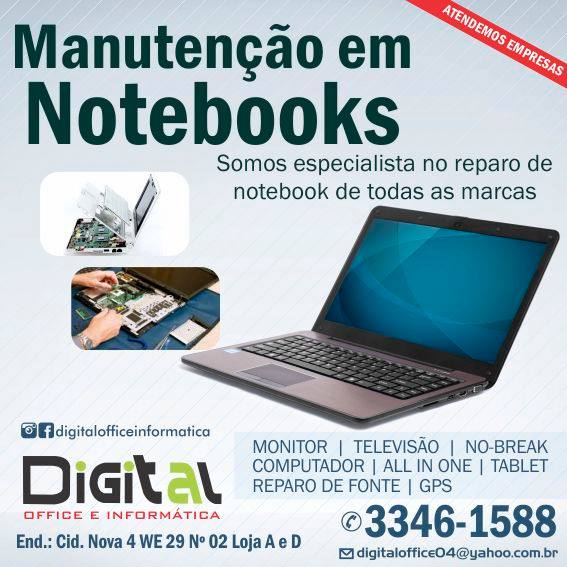 ATENDEMOS EMPRESAS
Manutenção em
Notebooks
Somos especialista no reparo de
notebook de todas as marcas
digitalofficeinformatica
MONITOR | TELEVISÃO | NO-BREAK
COMPUTADOR | ALL IN ONE | TABLET
REPARO DE FONTE | GPS
Digital
OFFICE E INFORMÁTICA
3346-1588
End.: Cid. Nova 4 WE 29 Nº 02 Loja A e D
digitaloffice04@yahoo.com.br